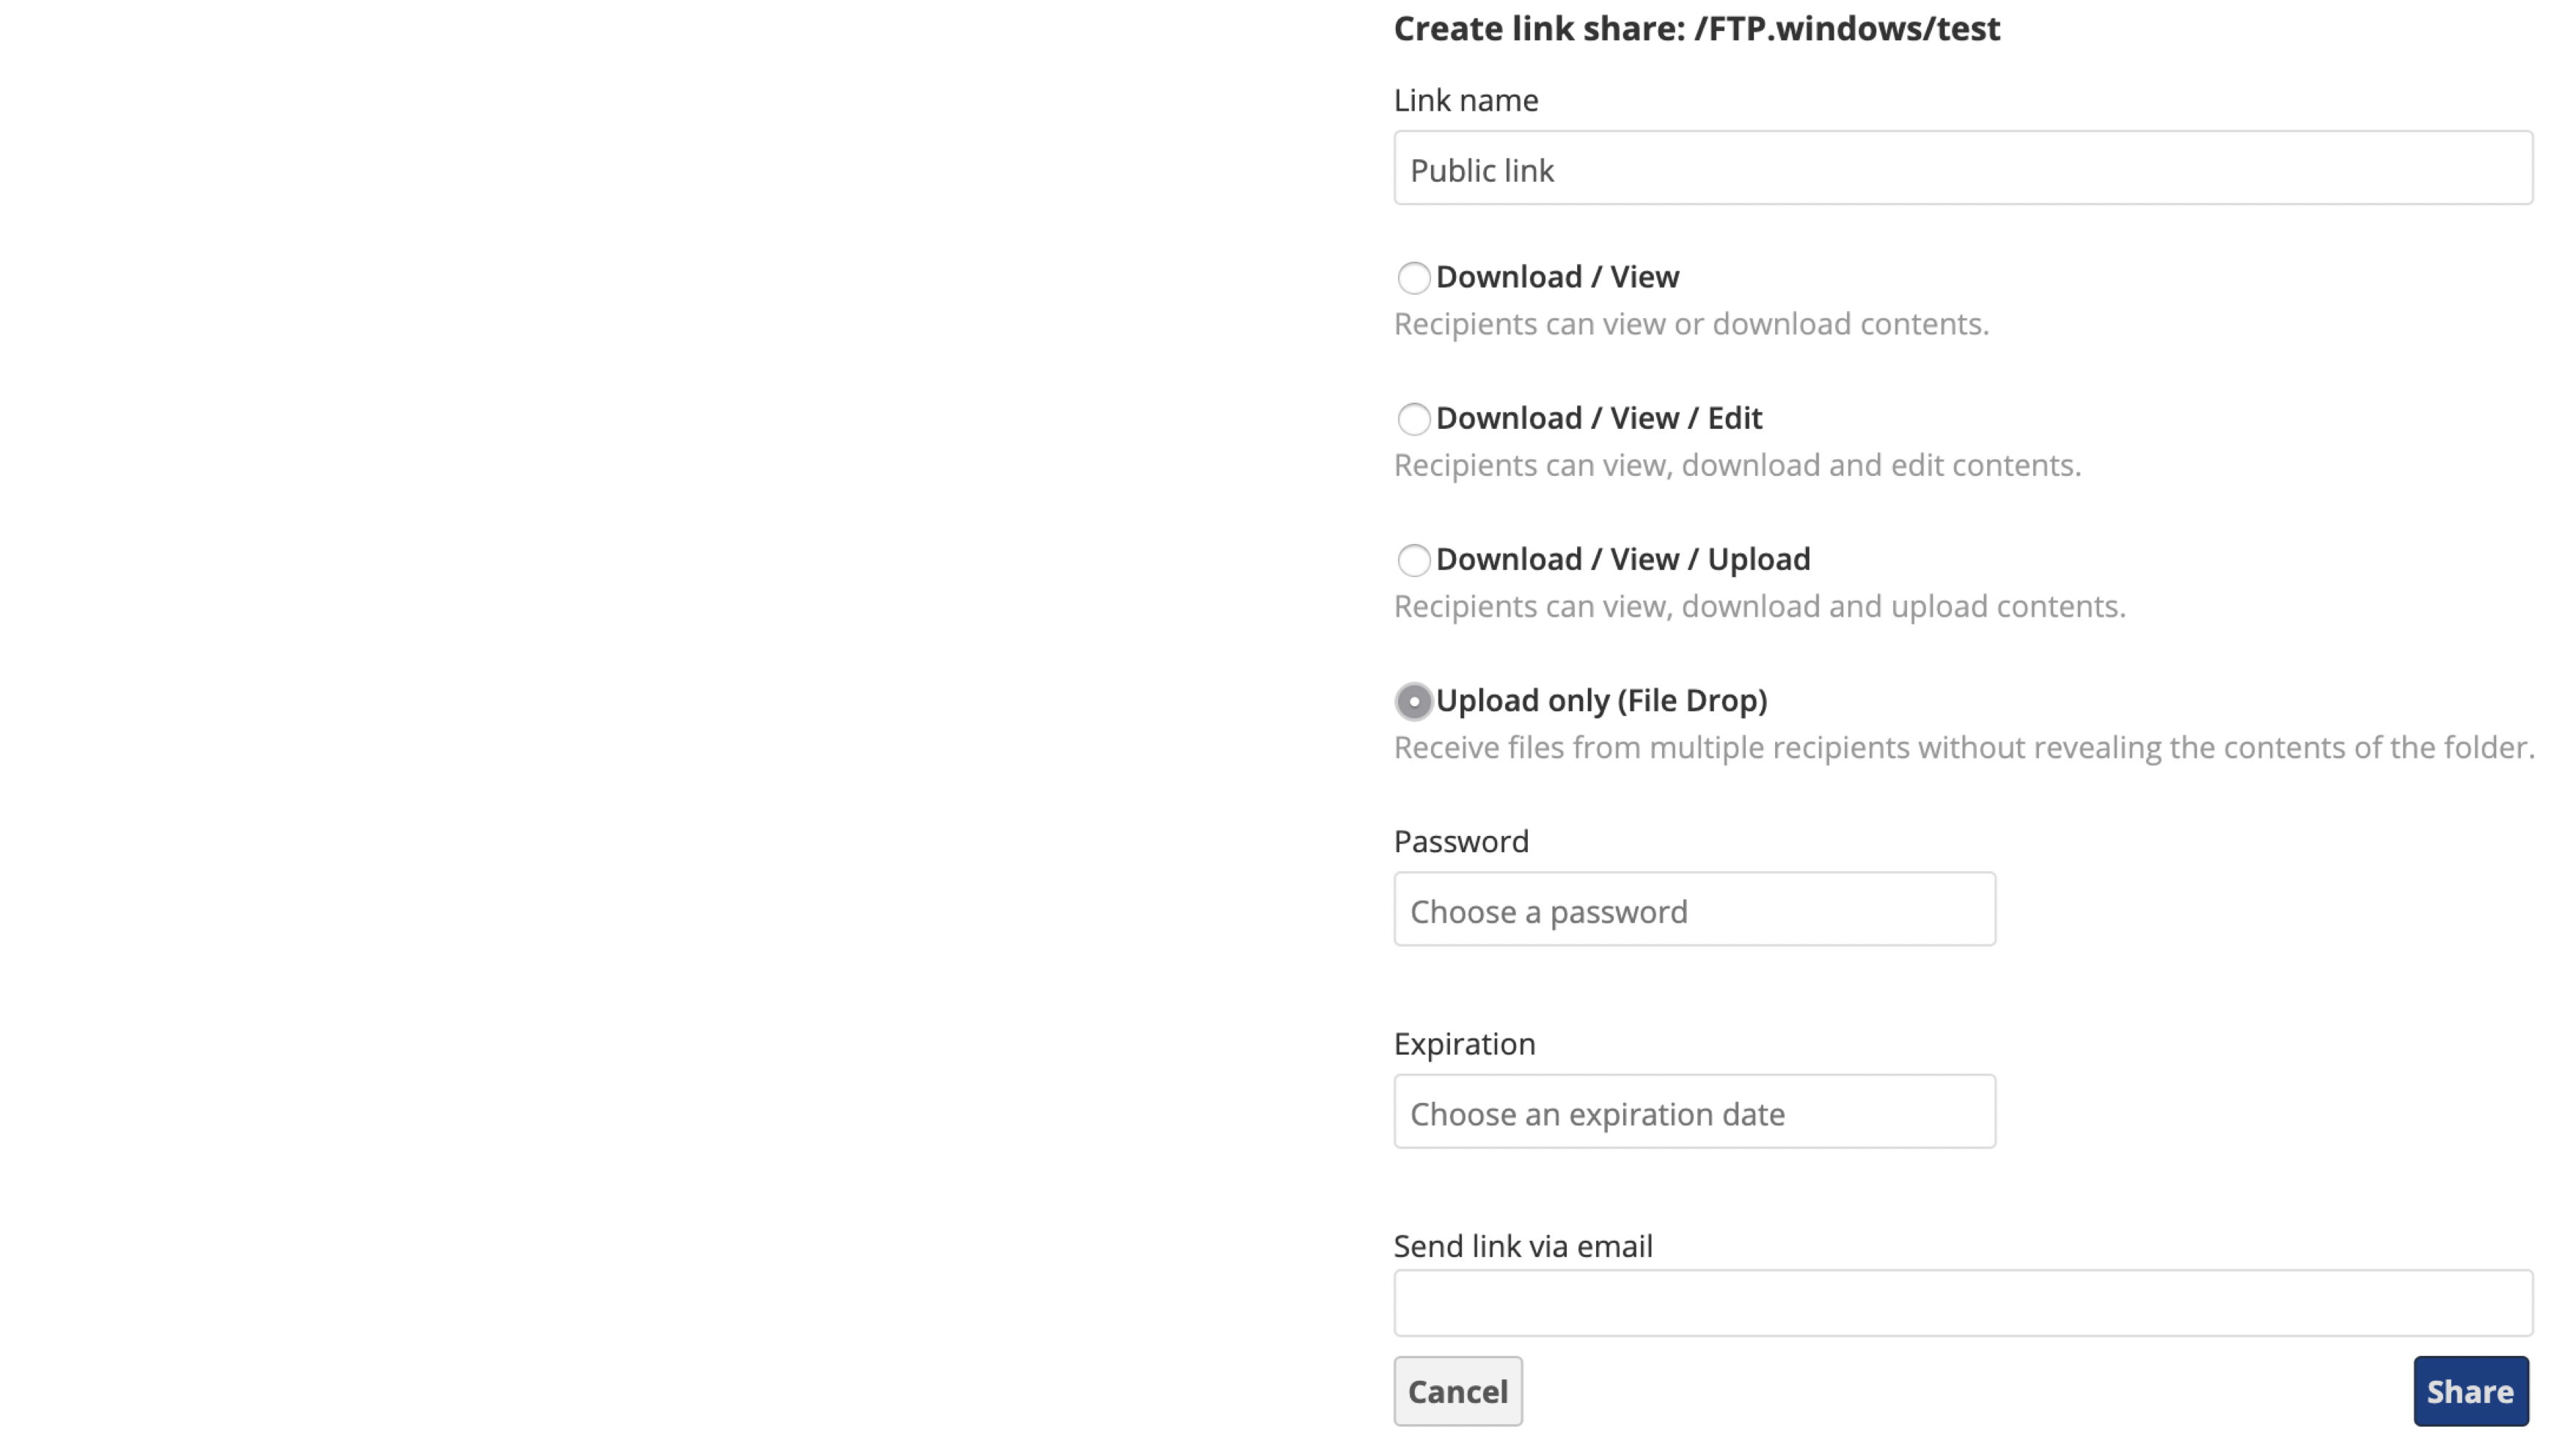 Create link share: /FTP.windows/test
Link name
Public link
Download / View
Recipients can view or download contents.
Download / View / Edit
Recipients can view, download and edit contents.
Download / View / Upload
Recipients can view, download and upload contents.
Upload only (File Drop)
Receive files from multiple recipients without revealing the contents of the folder.
Password
Choose a password
Expiration
Choose an expiration date
Send link via email
Cancel
Share